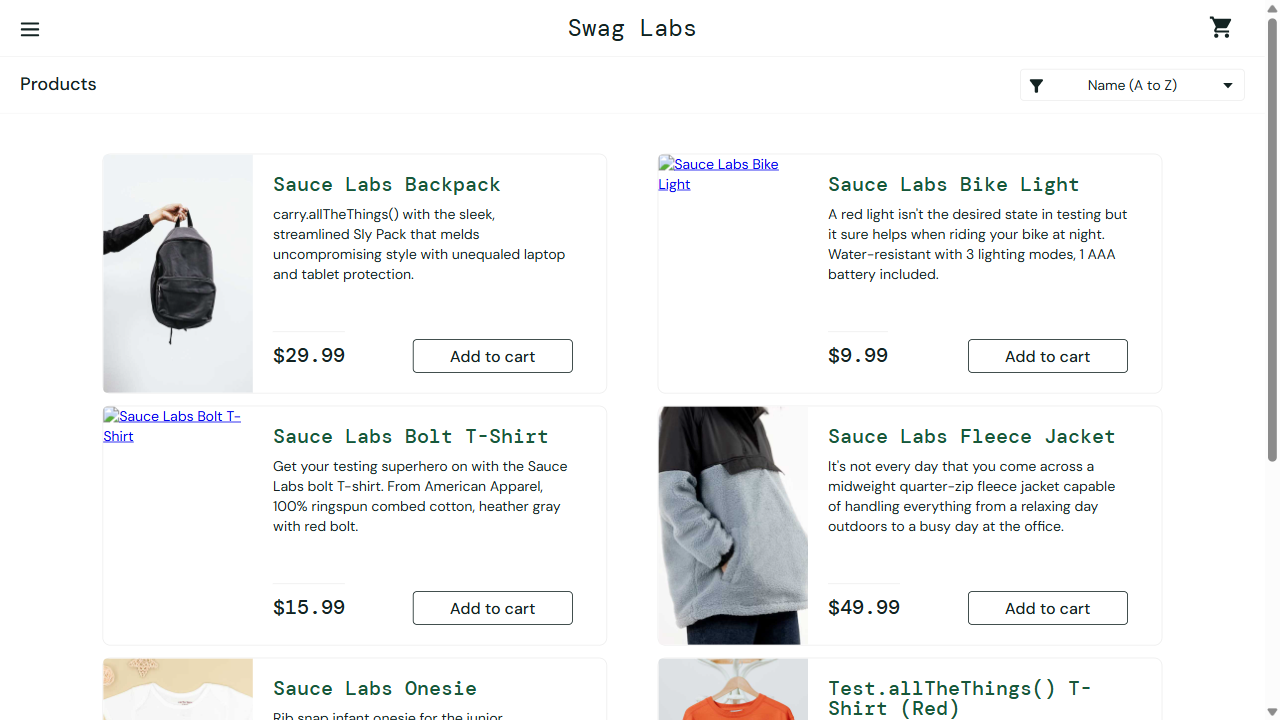 Swag Labs
Products
Name (A to Z)
Sauce Labs Backpack
carry.allTheThings() with the sleek,
streamlined Sly Pack that melds
uncompromising style with unequaled laptop
and tablet protection.
$29.99
Add to cart
Sauce Labs Bike
Light
Sauce Labs Bike Light
A red light isn't the desired state in testing but
it sure helps when riding your bike at night.
Water-resistant with 3 lighting modes, 1 AAA
battery included.
$9.99
Add to cart
Sauce Labs Bolt T-
Shirt
Sauce Labs Bolt T-Shirt
Get your testing superhero on with the Sauce
Labs bolt T-shirt. From American Apparel,
100% ringspun combed cotton, heather gray
with red bolt.
$15.99
Add to cart
Sauce Labs Fleece Jacket
It's not every day that you come across a
midweight quarter-zip fleece jacket capable
of handling everything from a relaxing day
outdoors to a busy day at the office.
$49.99
Add to cart
Sauce Labs Onesie
Rib snap infant onesie for the junior
Test.allTheThings() T-
Shirt (Red)